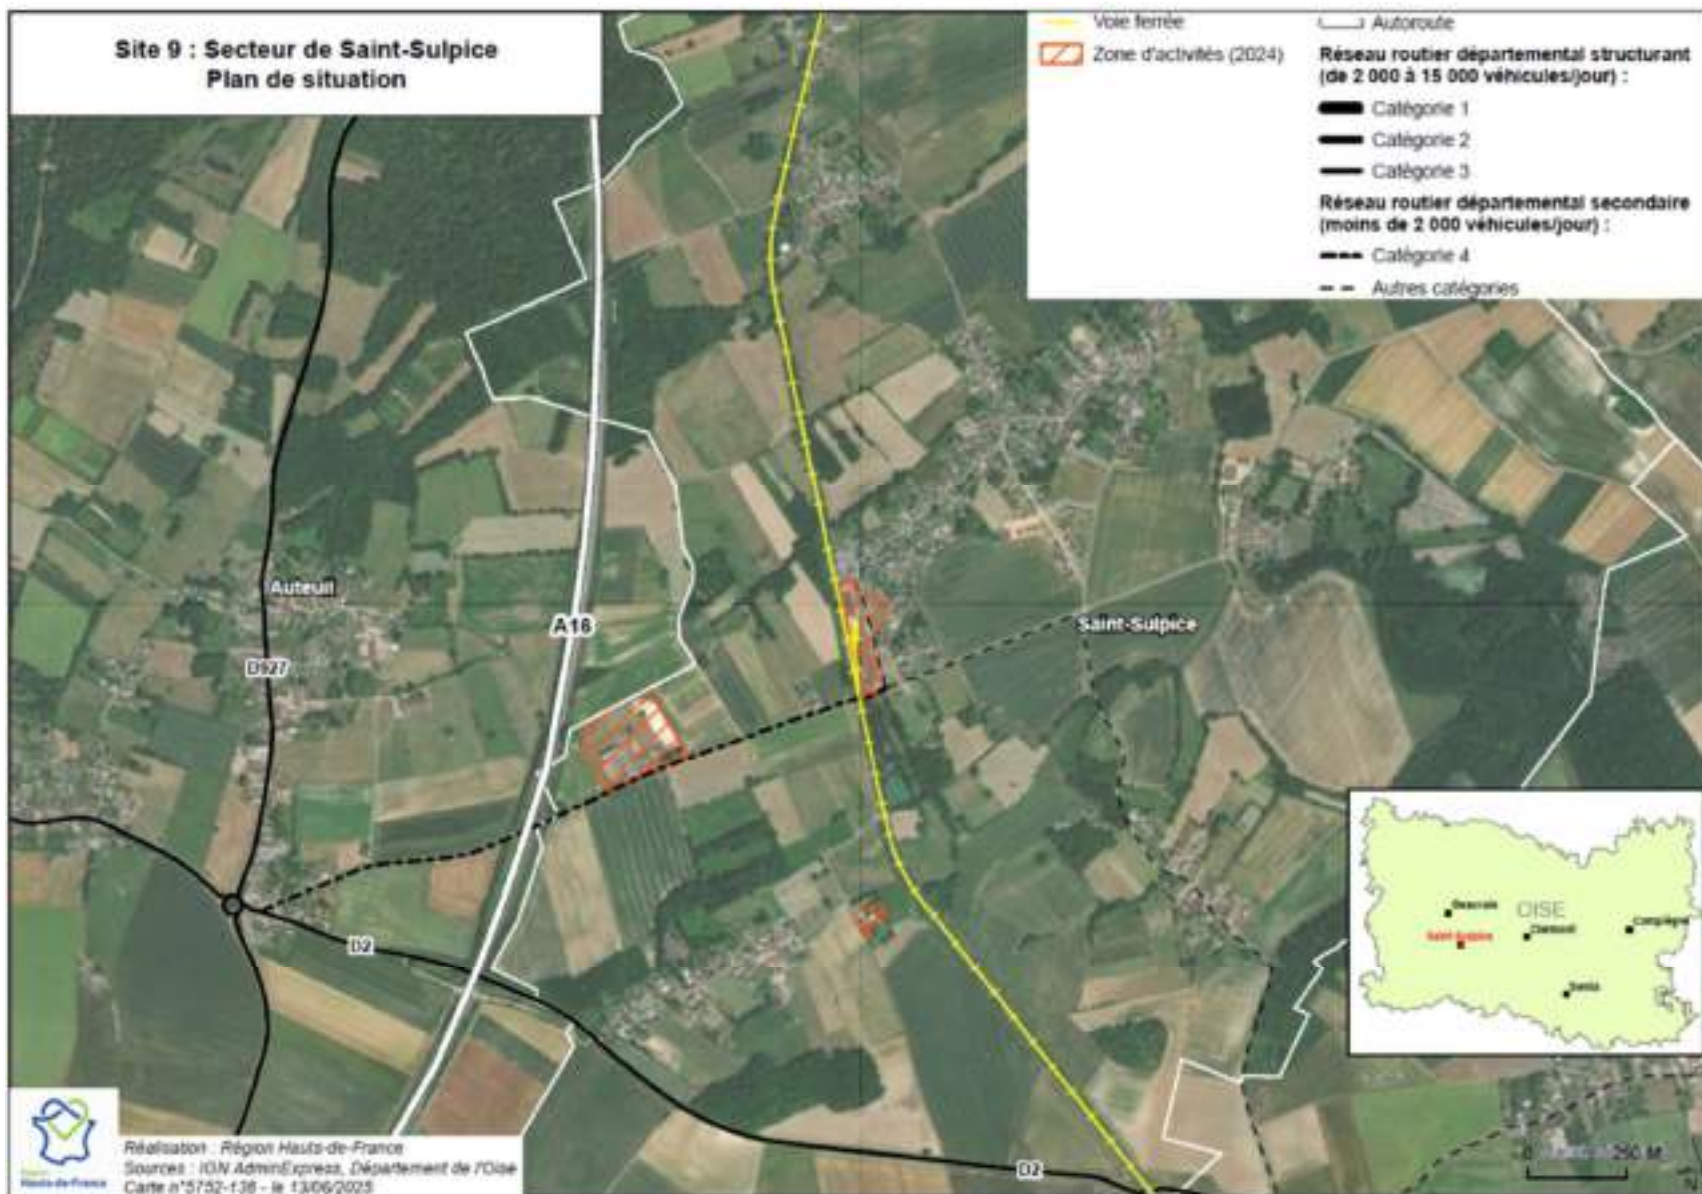 Site 9 : Secteur de Saint-Sulpice
Plan de situation
Voie ferrée
Zone d'activités (2024)
Autoroute
Réseau routier départemental structurant
(de 2 000 à 15 000 véhicules/jour) :
Catégorie 1
Catégorie 2
Catégorie 3
Réseau routier départemental secondaire
(moins de 2 000 véhicules/jour) :
Catégorie 4
Autres catégories
Auteuil
A16
Saint-Sulpice
D927
D2
D2
Beauvais
OISE
Compiègne
Saint-Sulpice
Clermont
Senlis
0
250 M
Hauts-de-France
Réalisation : Région Hauts-de-France
Sources : IGN AdminExpress, Département de l'Oise
Carte n°5752-136 - le 13/06/2025